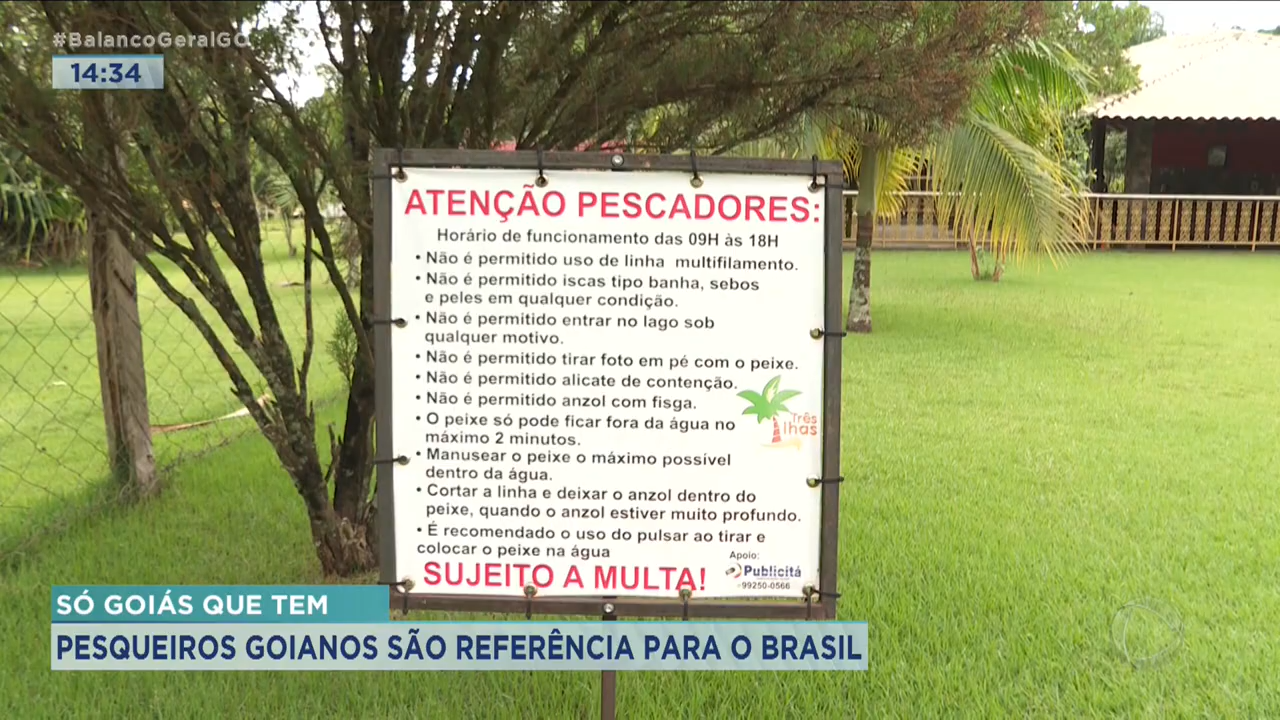 #BalancoGeralGO
14:34
ATENÇÃO PESCADORES:
Horário de funcionamento das 09H às 18H
• Não é permitido uso de linha multifilamento.
• Não é permitido iscas tipo banha, sebos
e peles em qualquer condição.
• Não é permitido entrar no lago sob
qualquer motivo.
• Não é permitido tirar foto em pé com o peixe.
• Não é permitido alicate de contenção.
• Não é permitido anzol com fisga.
• O peixe só pode ficar fora da água no
máximo 2 minutos.
• Manusear o peixe o máximo possível
dentro da água.
• Cortar a linha e deixar o anzol dentro do
peixe, quando o anzol estiver muito profundo.
• É recomendado o uso do pulsar ao tirar e
colocar o peixe na água
Três
Ilhas
Apoio:
Publicitá
99250-0566
SUJEITO A MULTA!
SÓ GOIÁS QUE TEM
PESQUEIROS GOIANOS SÃO REFERÊNCIA PARA O BRASIL